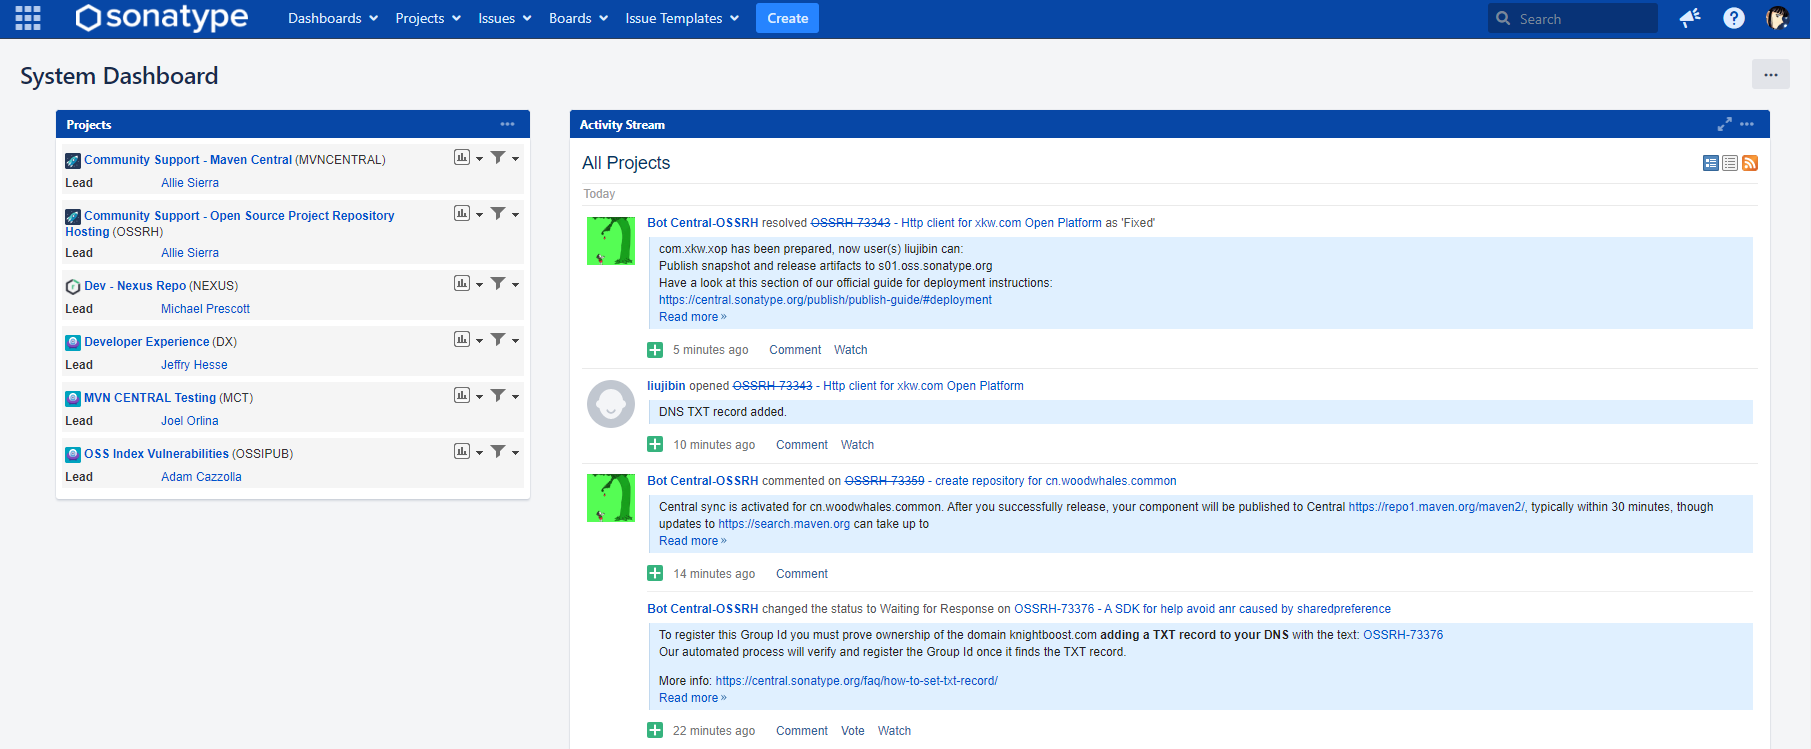 sonatype
Dashboards
Projects
Issues
Boards
Issue Templates
Create
Search
System Dashboard
Projects
Community Support - Maven Central (MVNCENTRAL)
Lead Allie Sierra
Community Support - Open Source Project Repository
Hosting (OSSRH)
Lead Allie Sierra
Dev - Nexus Repo (NEXUS)
Lead Michael Prescott
Developer Experience (DX)
Lead Jeffry Hesse
MVN CENTRAL Testing (MCT)
Lead Joel Orlina
OSS Index Vulnerabilities (OSSIPUB)
Lead Adam Cazzolla
Activity Stream
All Projects
Today
Bot Central-OSSRH resolved OSSRH-73343 - Http client for xkw.com Open Platform as 'Fixed'
com.xkw.xop has been prepared, now user(s) liujibin can:
Publish snapshot and release artifacts to s01.oss.sonatype.org
Have a look at this section of our official guide for deployment instructions:
https://central.sonatype.org/publish/publish-guide/#deployment
Read more »
5 minutes ago Comment Watch
liujibin opened OSSRH-73343 - Http client for xkw.com Open Platform
DNS TXT record added.
10 minutes ago Comment Watch
Bot Central-OSSRH commented on OSSRH-73359 - create repository for cn.woodwhales.common
Central sync is activated for cn.woodwhales.common. After you successfully release, your component will be published to Central https://repo1.maven.org/maven2/, typically within 30 minutes, though
updates to https://search.maven.org can take up to
Read more »
14 minutes ago Comment
Bot Central-OSSRH changed the status to Waiting for Response on OSSRH-73376 - A SDK for help avoid anr caused by sharedpreference
To register this Group Id you must prove ownership of the domain knightboost.com adding a TXT record to your DNS with the text: OSSRH-73376
Our automated process will verify and register the Group Id once it finds the TXT record.
More info: https://central.sonatype.org/faq/how-to-set-txt-record/
Read more »
22 minutes ago Comment Vote Watch